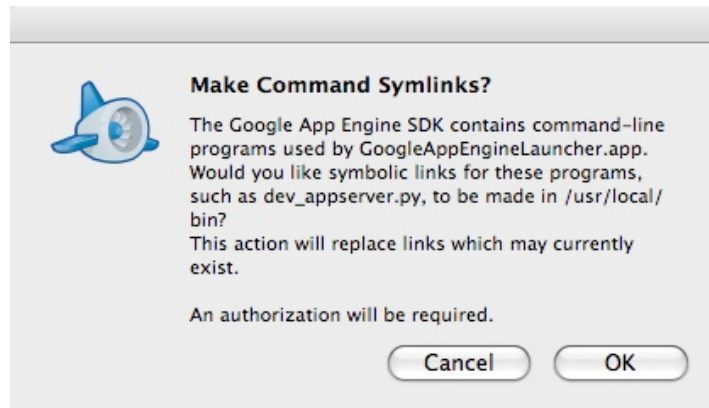 Make Command Symlinks?
The Google App Engine SDK contains command-line
programs used by GoogleAppEngineLauncher.app.
Would you like symbolic links for these programs,
such as dev_appserver.py, to be made in /usr/local/
bin?
This action will replace links which may currently
exist.
An authorization will be required.
Cancel OK